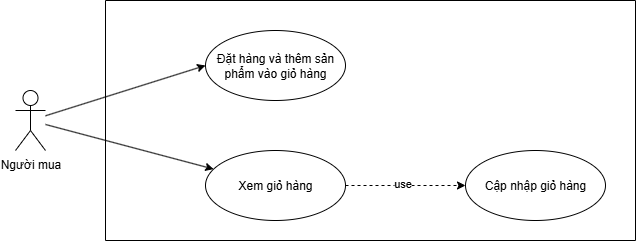 Đặt hàng và thêm sản
phẩm vào giỏ hàng
Người mua
Xem giỏ hàng
use
Cập nhập giỏ hàng